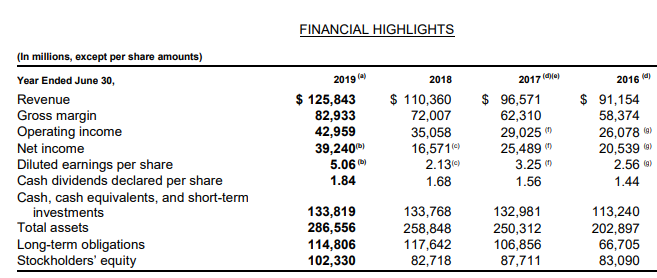 FINANCIAL HIGHLIGHTS
(In millions, except per share amounts)
Year Ended June 30, 2019 (a) 2018 2017 (d)(e) 2016 (d)
Revenue $ 125,843 $ 110,360 $ 96,571 $ 91,154
Gross margin 82,933 72,007 62,310 58,374
Operating income 42,959 35,058 29,025 (f) 26,078 (g)
Net income 39,240(b) 16,571(c) 25,489 (f) 20,539 (g)
Diluted earnings per share 5.06 (b) 2.13(c) 3.25 (f) 2.56 (g)
Cash dividends declared per share 1.84 1.68 1.56 1.44
Cash, cash equivalents, and short-term
investments 133,819 133,768 132,981 113,240
Total assets 286,556 258,848 250,312 202,897
Long-term obligations 114,806 117,642 106,856 66,705
Stockholders' equity 102,330 82,718 87,711 83,090